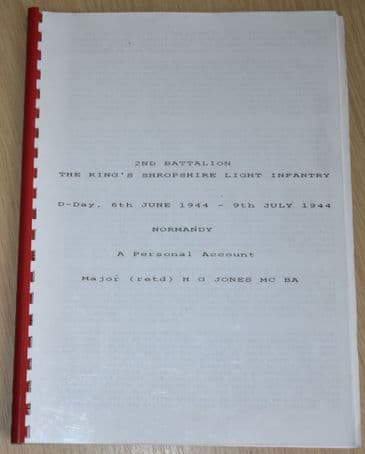 2ND BATTALION
THE KING'S SHROPSHIRE LIGHT INFANTRY
D-Day, 6th JUNE 1944 - 9th JULY 1944
NORMANDY
A Personal Account
Major (retd) H G JONES MC BA